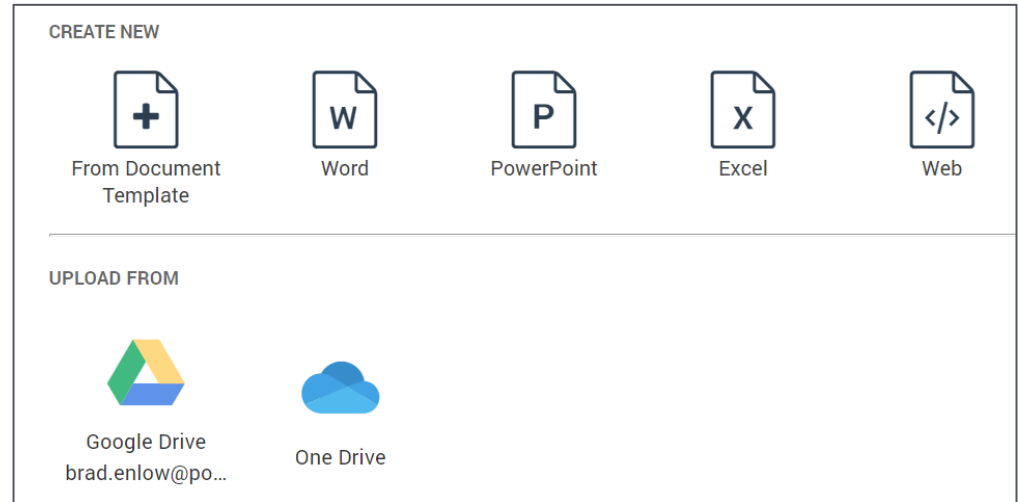 CREATE NEW
+
W
P
X
</>
From Document
Template
Word
PowerPoint
Excel
Web
UPLOAD FROM
Google Drive
brad.enlow@po...
One Drive